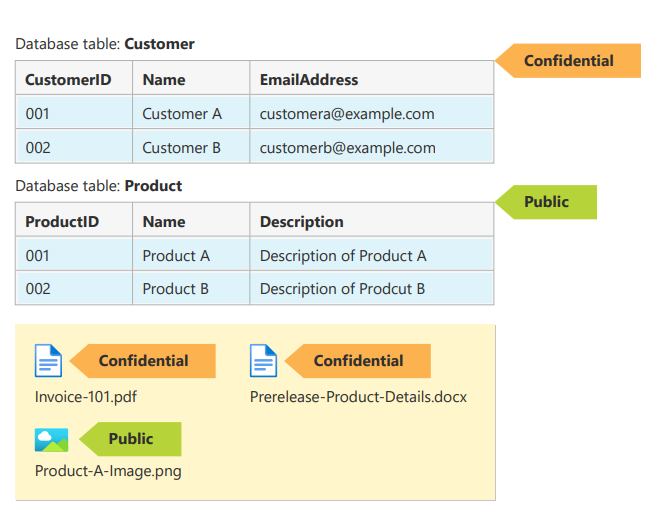 Database table: Customer
Confidential
CustomerID Name EmailAddress
001 Customer A customera@example.com
002 Customer B customerb@example.com
Database table: Product
Public
ProductID Name Description
001 Product A Description of Product A
002 Product B Description of Prodcut B
Confidential Confidential
Invoice-101.pdf Prerelease-Product-Details.docx
Public
Product-A-Image.png